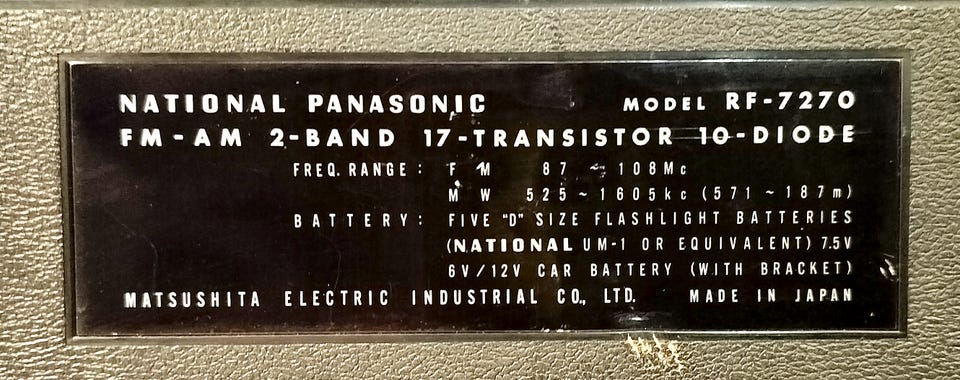 NATIONAL PANASONIC MODEL RF-7270
FM-AM 2-BAND 17-TRANSISTOR 10-DIODE
FREQ. RANGE: FM 87 ~ 108Mc
MW 525 ~ 1605kc (571 ~ 187m)
BATTERY: FIVE "D" SIZE FLASHLIGHT BATTERIES
(NATIONAL UM-1 OR EQUIVALENT) 7.5V
6V/12V CAR BATTERY (WITH BRACKET)
MATSUSHITA ELECTRIC INDUSTRIAL CO., LTD. MADE IN JAPAN